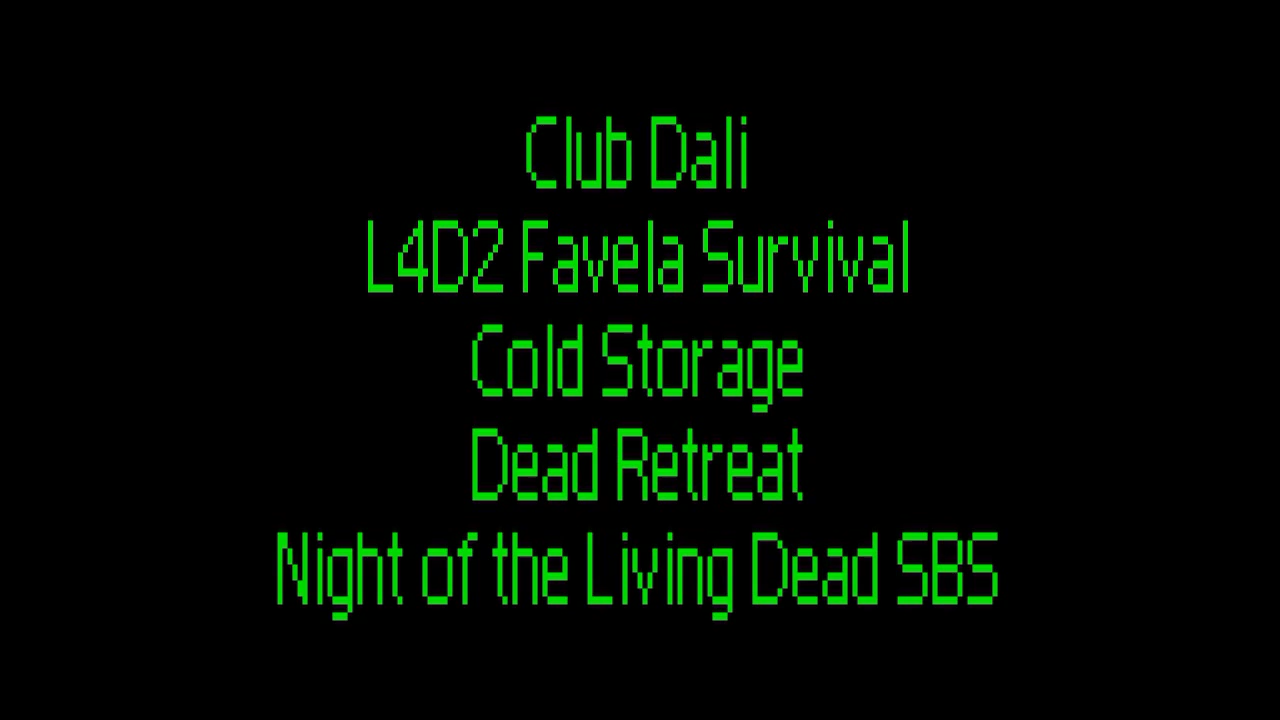 Club Dali
L4D2 Favela Survival
Cold Storage
Dead Retreat
Night of the Living Dead SBS